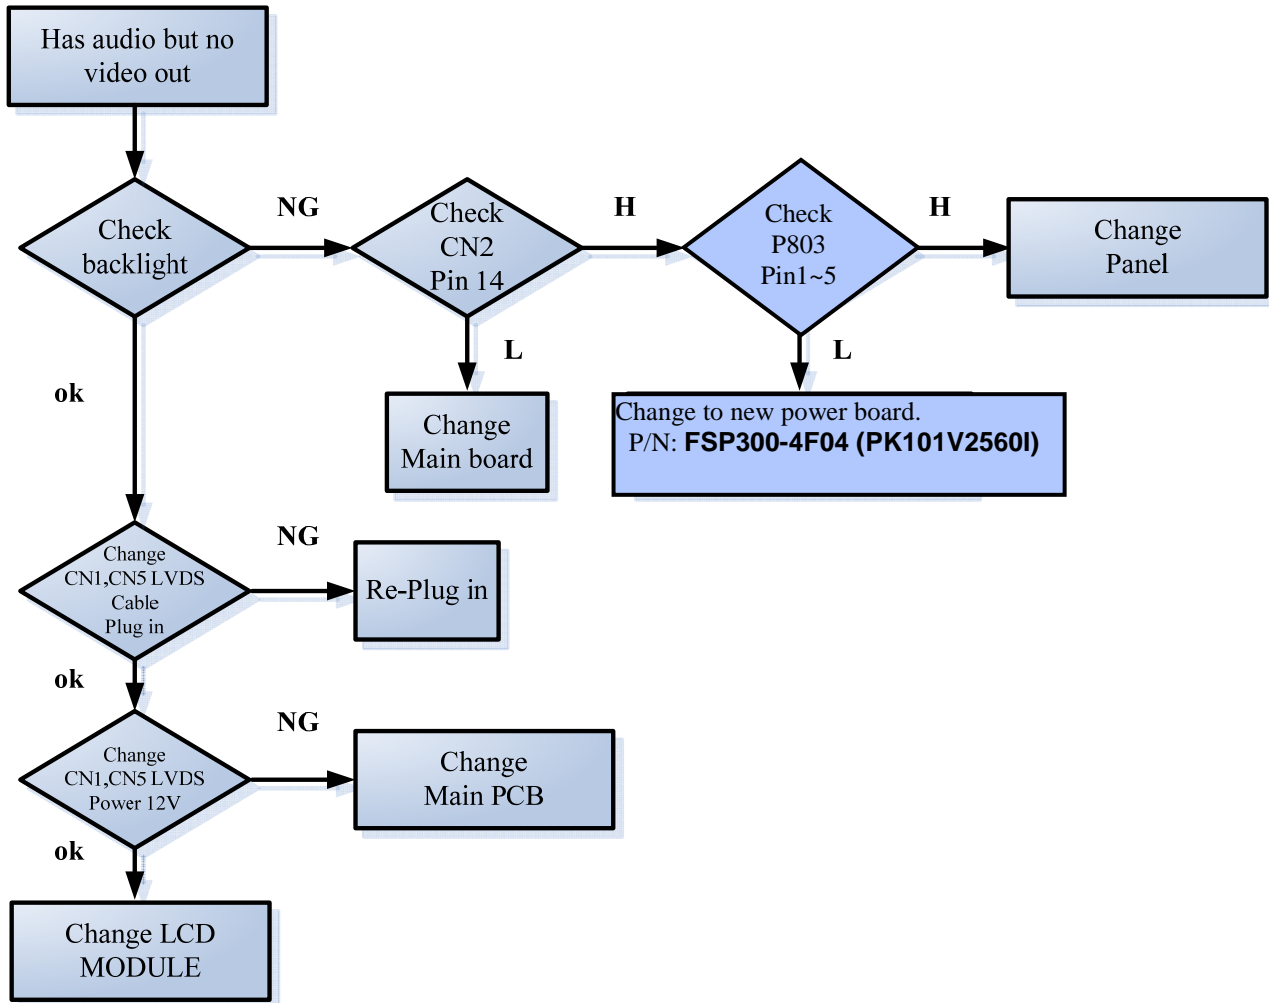 Has audio but no
video out
Check
backlight
NG
Check
CN2
Pin 14
H
Check
P803
Pin1~5
H
Change
Panel
L
L
ok
Change
Main board
Change to new power board.
P/N: FSP300-4F04 (PK101V2560I)
Change
CN1,CN5 LVDS
Cable
Plug in
NG
Re-Plug in
ok
Change
CN1,CN5 LVDS
Power 12V
NG
Change
Main PCB
ok
Change LCD
MODULE